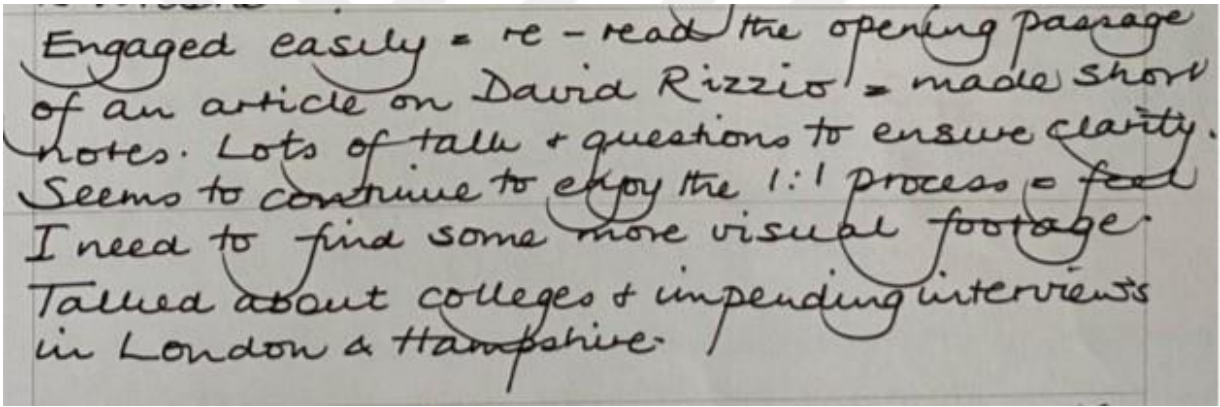 Engaged easily = re-read the opening passage
of an article on David Rizzio = made short
notes. Lots of talk + questions to ensure clarity.
Seems to continue to enjoy the 1:1 process = feel
I need to find some more visual footage.
Talked about colleges + impending interviews
in London & Hampshire.